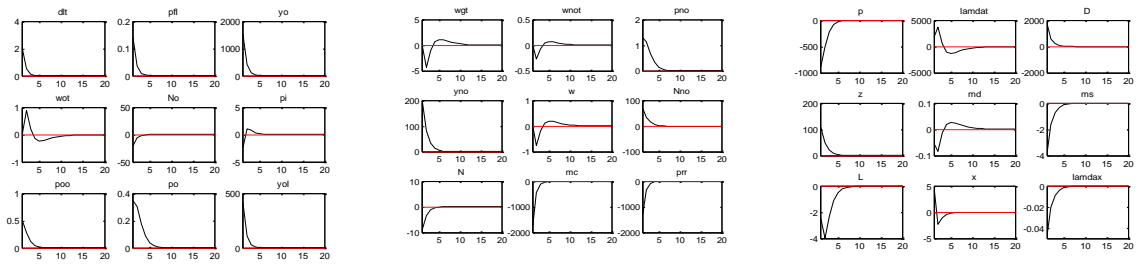 dlt pfl yo
4 0.2 2000
2 0.1 1000
0 0 0
5 10 15 20 5 10 15 20 5 10 15 20
wot No pi
1 50 5
0 0 0
-1 -50 -5
5 10 15 20 5 10 15 20 5 10 15 20
poo po yol
1 0.4 500
0.5 0.2
0 0 0
5 10 15 20 5 10 15 20 5 10 15 20
wgt wnot pno
5 0.5 2
0 0 1
-5 -0.5 0
5 10 15 20 5 10 15 20 5 10 15 20
yno w Nno
200 1 100
100 0 0
0 -1 -100
5 10 15 20 5 10 15 20 5 10 15 20
N mc prr
10 0 0
0 -1000 -1000
-10 -2000 -2000
5 10 15 20 5 10 15 20 5 10 15 20
p lamdat D
0 5000 2000
-500 0 0
-1000 -5000 -2000
5 10 15 20 5 10 15 20 5 10 15 20
z md ms
200 0.1 0
100 0 -2
0 -0.1 -4
5 10 15 20 5 10 15 20 5 10 15 20
L x lamdax
0 5 0
-2 0 -0.02
-4 -5 -0.04
5 10 15 20 5 10 15 20 5 10 15 20